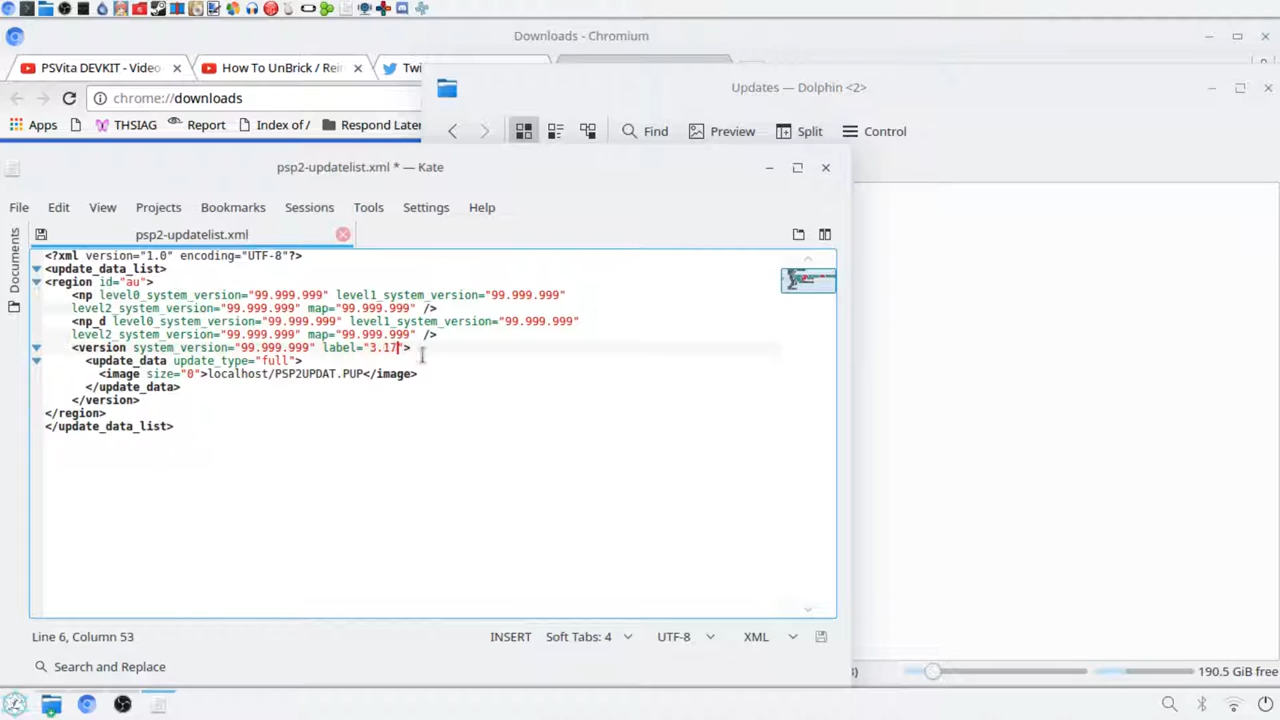 Downloads - Chromium
PSVita DEVKIT - Video
How To UnBrick / Rei
Twi
chrome://downloads
Apps
THSIAG
Report
Index of /
Respond Later
Updates — Dolphin <2>
Find
Preview
Split
Control
psp2-updatelist.xml * — Kate
File Edit View Projects Bookmarks Sessions Tools Settings Help
psp2-updatelist.xml
Documents
<?xml version="1.0" encoding="UTF-8"?>
<update_data_list>
<region id="au">
<np level0_system_version="99.999.999" level1_system_version="99.999.999"
level2_system_version="99.999.999" map="99.999.999" />
<np_d level0_system_version="99.999.999" level1_system_version="99.999.999"
level2_system_version="99.999.999" map="99.999.999" />
<version system_version="99.999.999" label="3.17">
<update_data update_type="full">
<image size="0">localhost/PSP2UPDAT.PUP</image>
</update_data>
</version>
</region>
</update_data_list>
Line 6, Column 53
INSERT
Soft Tabs: 4
UTF-8
XML
Search and Replace
190.5 GiB free